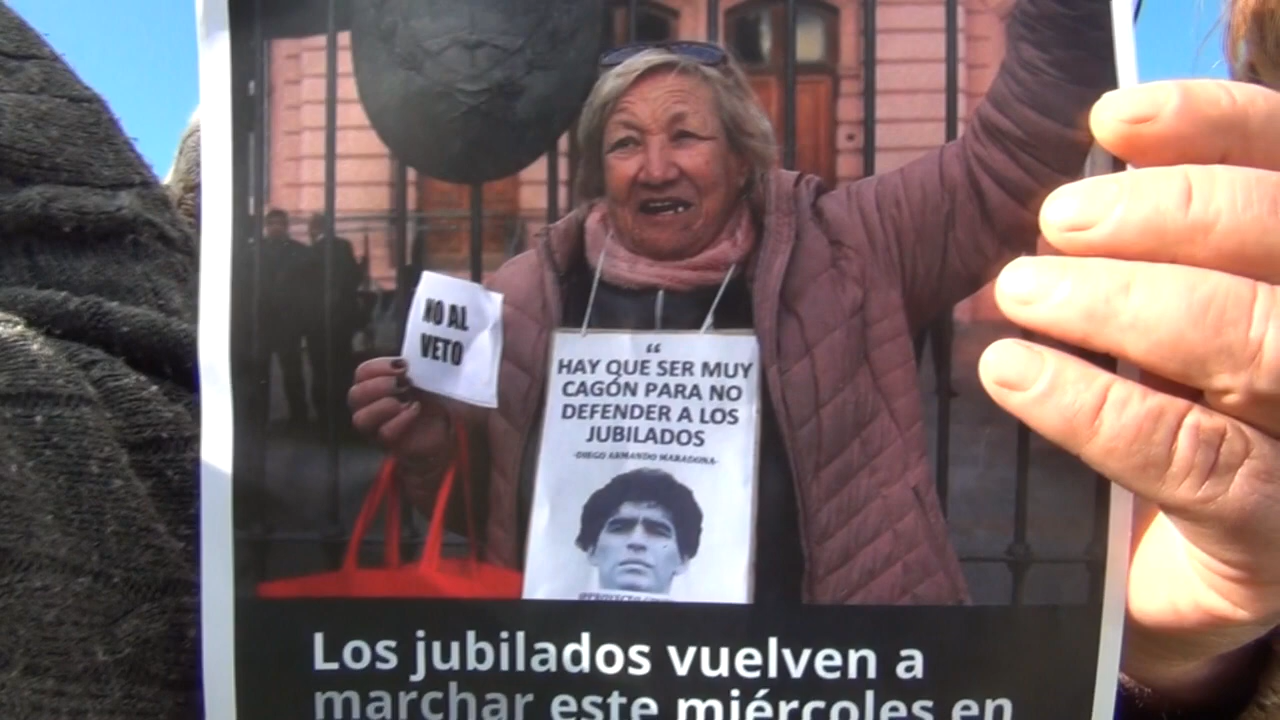 NO AL
VETO
“
HAY QUE SER MUY
CAGÓN PARA NO
DEFENDER A LOS
JUBILADOS
-DIEGO ARMANDO MARADONA-
Los jubilados vuelven a
marchar este miércoles en